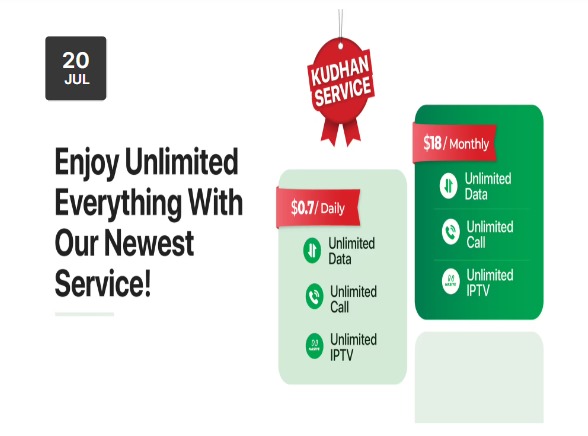 20
JUL
Enjoy Unlimited
Everything With
Our Newest
Service!
KUDHAN
SERVICE
$0.7/ Daily
Unlimited
Data
Unlimited
Call
Unlimited
IPTV
$18/ Monthly
Unlimited
Data
Unlimited
Call
Unlimited
IPTV